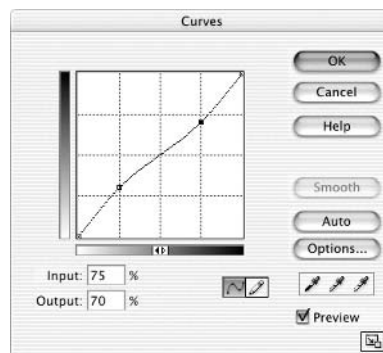 Curves
OK
Cancel
Help
Smooth
Auto
Options...
Input: 75 %
Output: 70 %
Preview